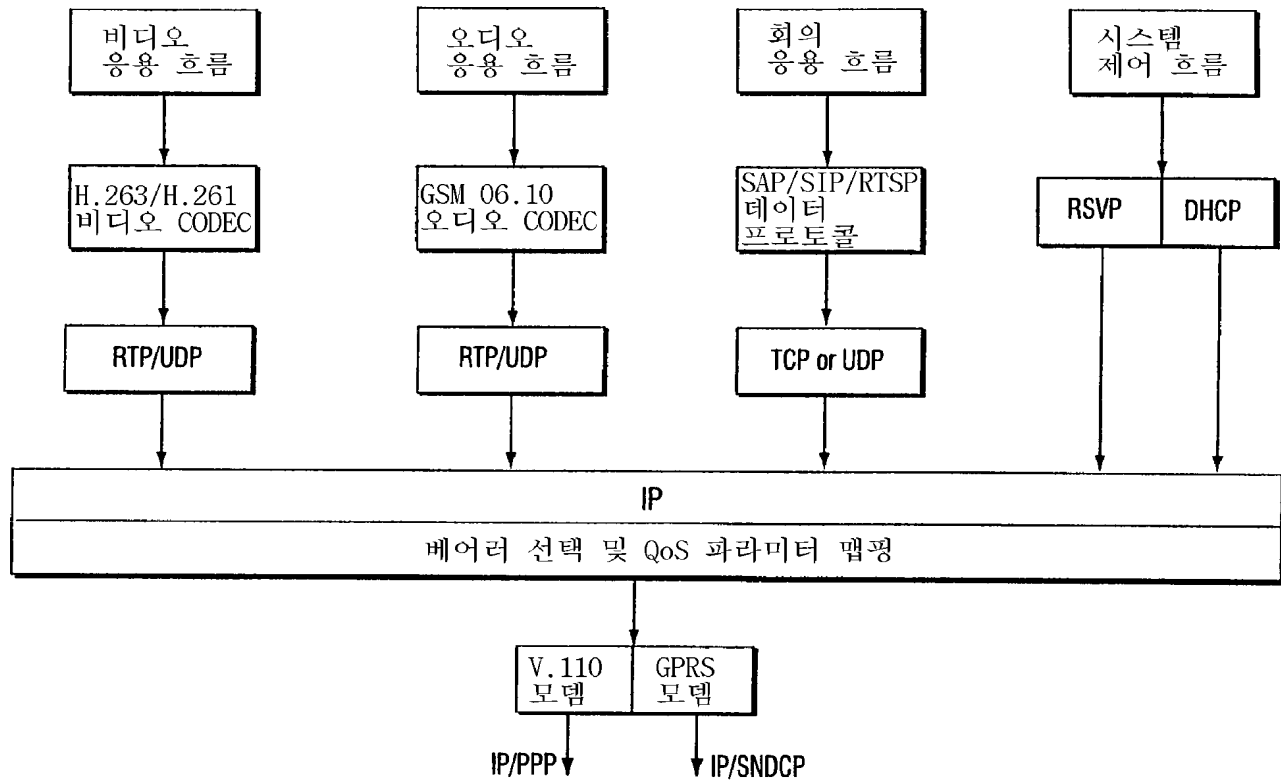 비디오
응용 흐름
오디오
응용 흐름
회의
응용 흐름
시스템
제어 흐름
H.263/H.261
비디오 CODEC
GSM 06.10
오디오 CODEC
SAP/SIP/RTSP
데이터
프로토콜
RSVP
DHCP
RTP/UDP
RTP/UDP
TCP or UDP
IP
베어러 선택 및 QoS 파라미터 맵핑
V.110
모뎀
GPRS
모뎀
IP/PPP
IP/SNDCP